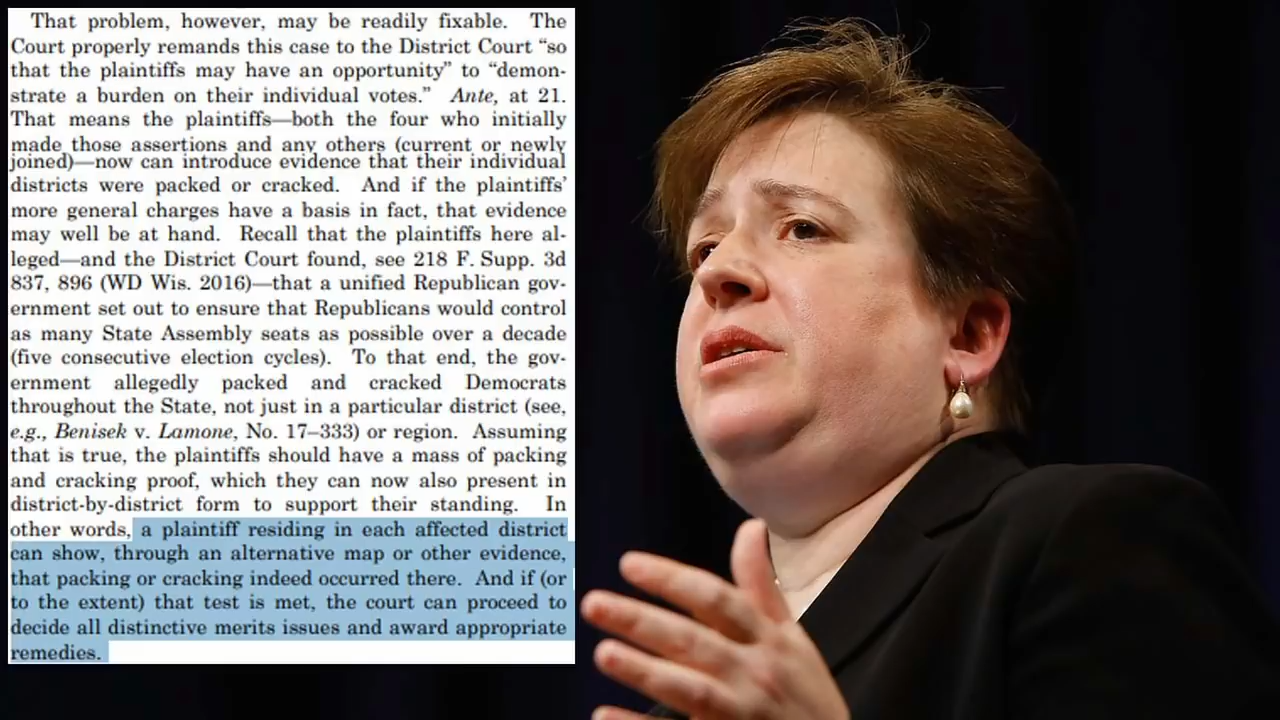 That problem, however, may be readily fixable. The
Court properly remands this case to the District Court “so
that the plaintiffs may have an opportunity” to “demon-
strate a burden on their individual votes.” Ante, at 21.
That means the plaintiffs—both the four who initially
made those assertions and any others (current or newly
joined)—now can introduce evidence that their individual
districts were packed or cracked. And if the plaintiffs’
more general charges have a basis in fact, that evidence
may well be at hand. Recall that the plaintiffs here al-
leged—and the District Court found, see 218 F. Supp. 3d
837, 896 (WD Wis. 2016)—that a unified Republican gov-
ernment set out to ensure that Republicans would control
as many State Assembly seats as possible over a decade
(five consecutive election cycles). To that end, the gov-
ernment allegedly packed and cracked Democrats
throughout the State, not just in a particular district (see,
e.g., Benisek v. Lamone, No. 17–333) or region. Assuming
that is true, the plaintiffs should have a mass of packing
and cracking proof, which they can now also present in
district-by-district form to support their standing. In
other words, a plaintiff residing in each affected district
can show, through an alternative map or other evidence,
that packing or cracking indeed occurred there. And if (or
to the extent) that test is met, the court can proceed to
decide all distinctive merits issues and award appropriate
remedies.